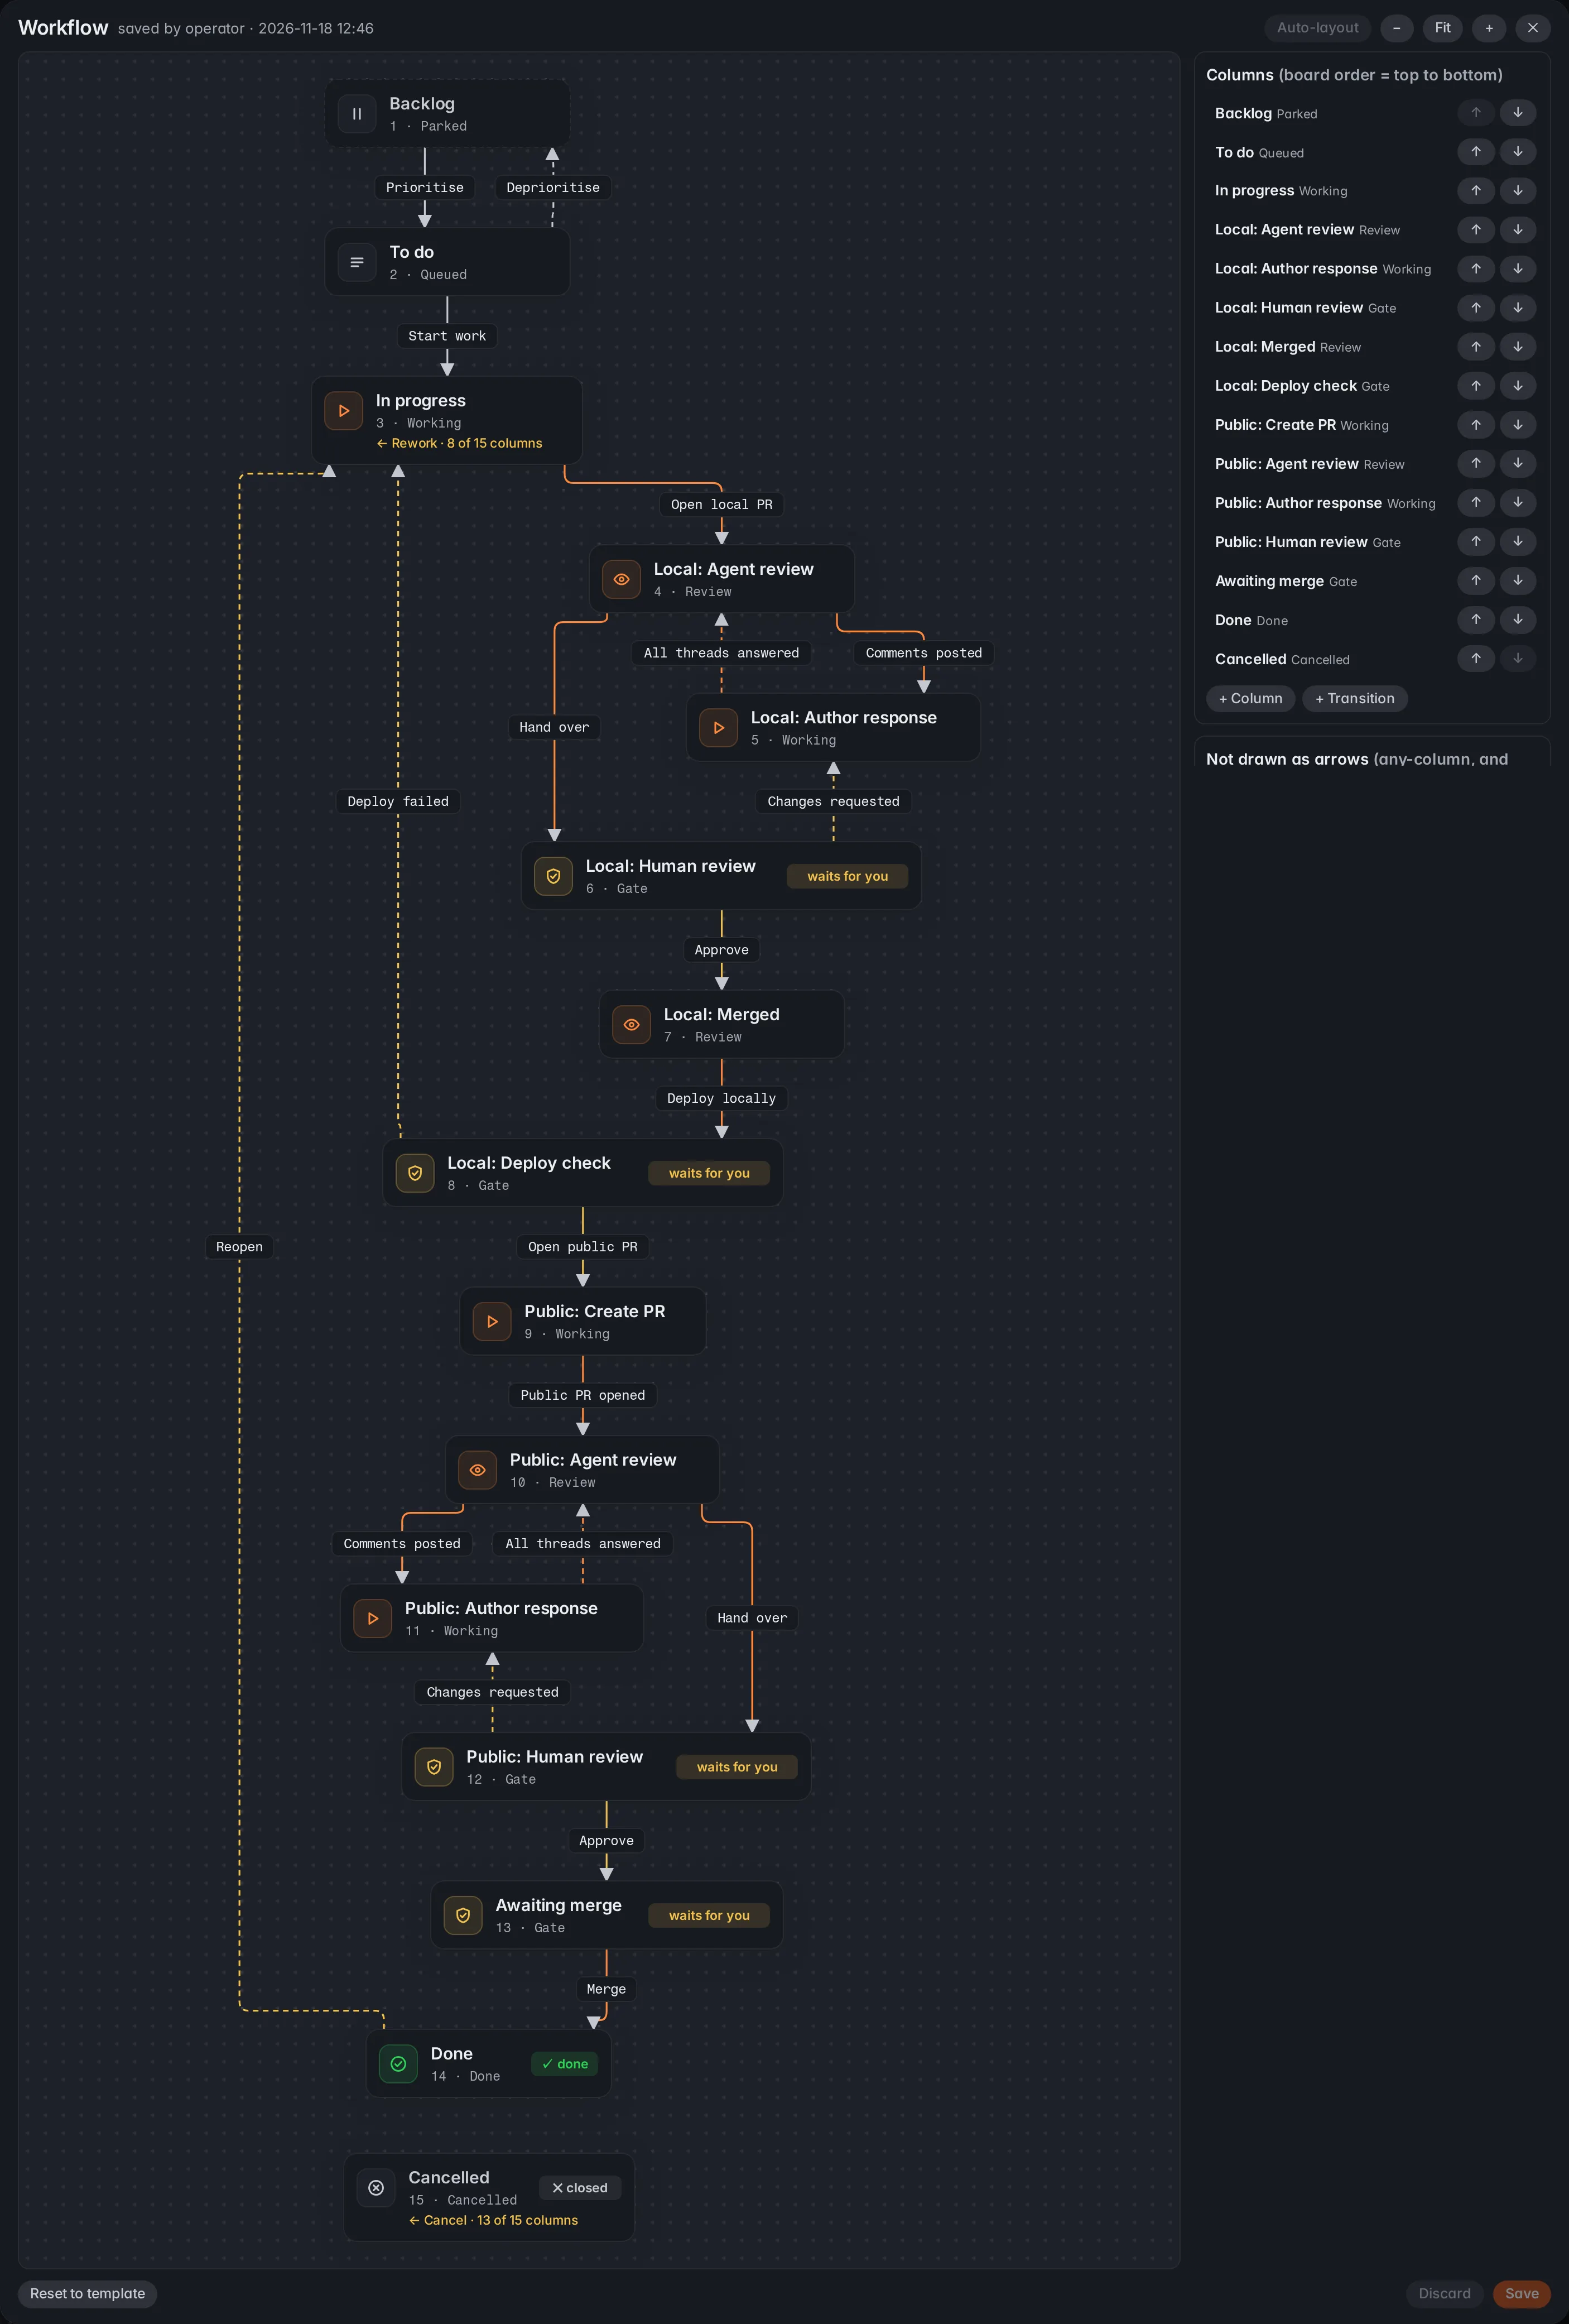 Workflow saved by operator · 2026-11-18 12:46
Auto-layout
−
Fit
+
×
Backlog
1 · Parked
Prioritise
Deprioritise
To do
2 · Queued
Start work
In progress
3 · Working
← Rework · 8 of 15 columns
Open local PR
Local: Agent review
4 · Review
All threads answered
Comments posted
Hand over
Local: Author response
5 · Working
Deploy failed
Changes requested
Local: Human review
6 · Gate
waits for you
Approve
Local: Merged
7 · Review
Deploy locally
Local: Deploy check
8 · Gate
waits for you
Reopen
Open public PR
Public: Create PR
9 · Working
Public PR opened
Public: Agent review
10 · Review
Comments posted
All threads answered
Public: Author response
11 · Working
Hand over
Changes requested
Public: Human review
12 · Gate
waits for you
Approve
Awaiting merge
13 · Gate
waits for you
Merge
Done
14 · Done
✓ done
Cancelled
15 · Cancelled
✕ closed
← Cancel · 13 of 15 columns
Columns (board order = top to bottom)
Backlog Parked ↑ ↓
To do Queued ↑ ↓
In progress Working ↑ ↓
Local: Agent review Review ↑ ↓
Local: Author response Working ↑ ↓
Local: Human review Gate ↑ ↓
Local: Merged Review ↑ ↓
Local: Deploy check Gate ↑ ↓
Public: Create PR Working ↑ ↓
Public: Agent review Review ↑ ↓
Public: Author response Working ↑ ↓
Public: Human review Gate ↑ ↓
Awaiting merge Gate ↑ ↓
Done Done ↑ ↓
Cancelled Cancelled ↑ ↓
+ Column
+ Transition
Not drawn as arrows (any-column, and
Reset to template
Discard
Save